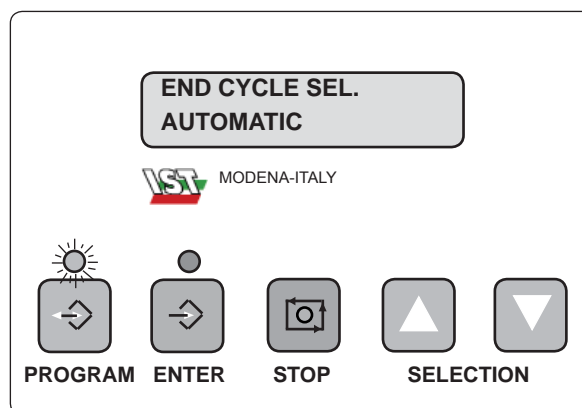 END CYCLE SEL.
AUTOMATIC
IST MODENA-ITALY
PROGRAM ENTER STOP SELECTION